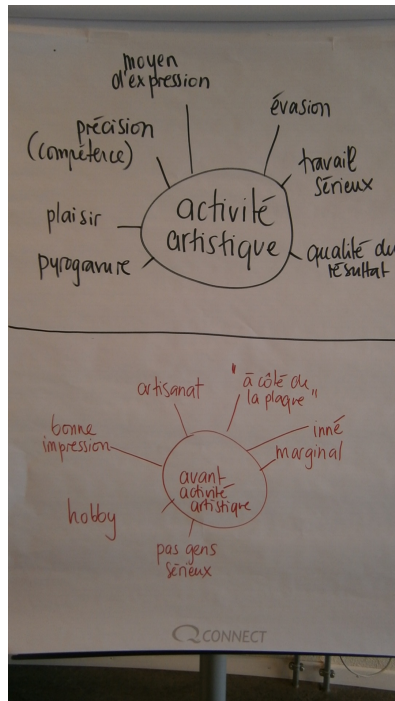 moyen
d'expression
évasion
précision
(compétence)
travail
sérieux
plaisir
activité
artistique
pyrogravure
qualité du
résultat
artisanat
"à côté de
la plaque"
bonne
impression
inné
marginal
avant
activité
artistique
hobby
pas gens
sérieux
Q CONNECT